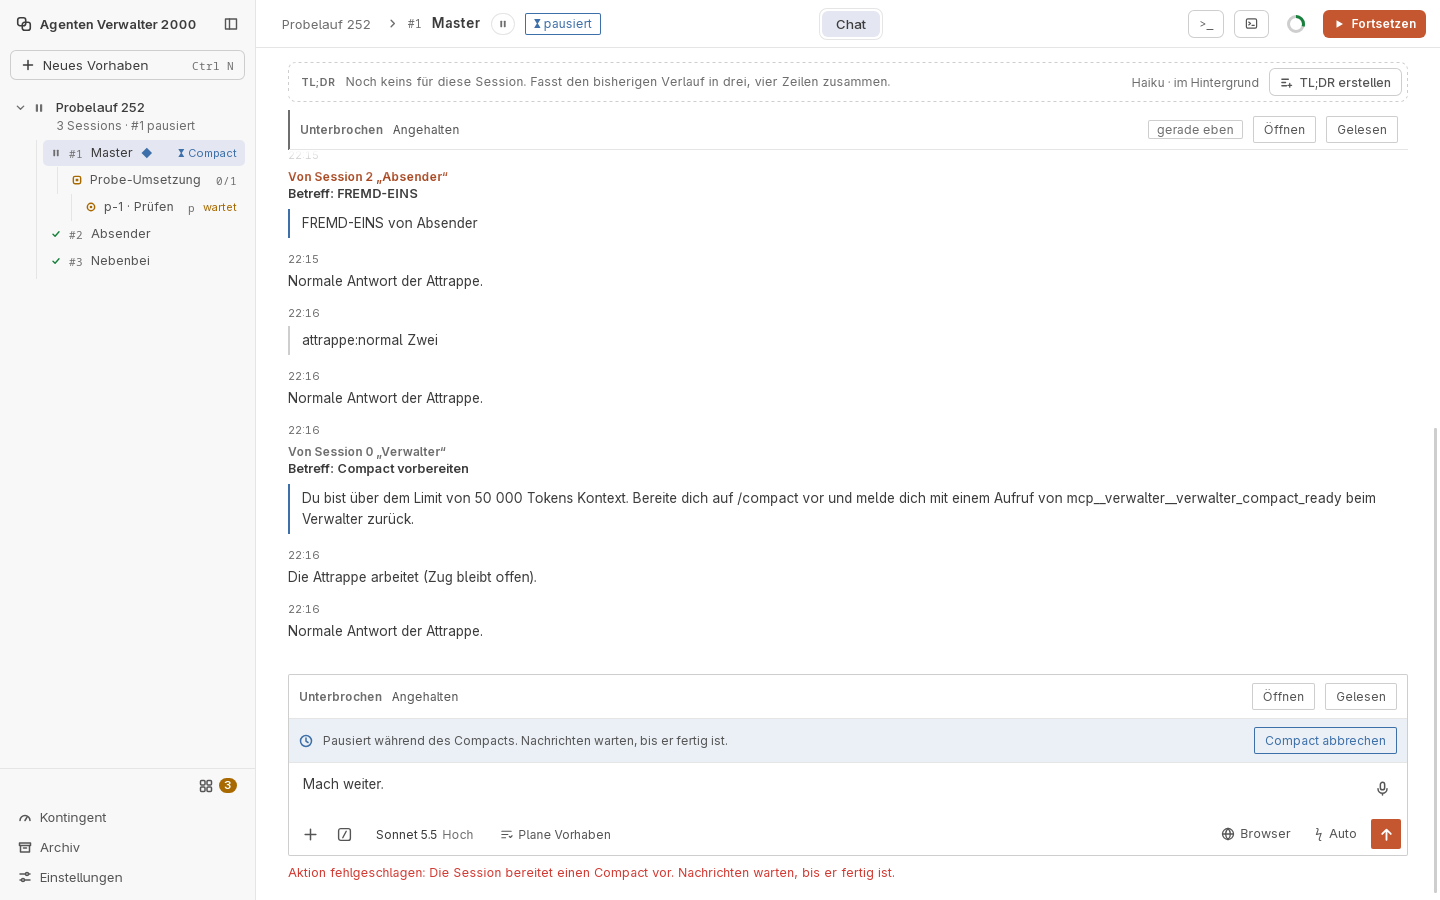 Agenten Verwalter 2000
Neues Vorhaben Ctrl N
Probelauf 252
3 Sessions · #1 pausiert
#1 Master Compact
Probe-Umsetzung 0/1
p-1 · Prüfen p wartet
#2 Absender
#3 Nebenbei
3
Kontingent
Archiv
Einstellungen
Probelauf 252 #1 Master pausiert
Chat
>_
Fortsetzen
TL;DR Noch keins für diese Session. Fasst den bisherigen Verlauf in drei, vier Zeilen zusammen. Haiku · im Hintergrund TL;DR erstellen
Unterbrochen Angehalten gerade eben Öffnen Gelesen
22:15
Von Session 2 „Absender“
Betreff: FREMD-EINS
FREMD-EINS von Absender
22:15
Normale Antwort der Attrappe.
22:16
attrappe:normal Zwei
22:16
Normale Antwort der Attrappe.
22:16
Von Session 0 „Verwalter“
Betreff: Compact vorbereiten
Du bist über dem Limit von 50 000 Tokens Kontext. Bereite dich auf /compact vor und melde dich mit einem Aufruf von mcp__verwalter__verwalter_compact_ready beim
Verwalter zurück.
22:16
Die Attrappe arbeitet (Zug bleibt offen).
22:16
Normale Antwort der Attrappe.
Unterbrochen Angehalten Öffnen Gelesen
Pausiert während des Compacts. Nachrichten warten, bis er fertig ist. Compact abbrechen
Mach weiter.
Sonnet 5.5 Hoch Plane Vorhaben Browser Auto
Aktion fehlgeschlagen: Die Session bereitet einen Compact vor. Nachrichten warten, bis er fertig ist.